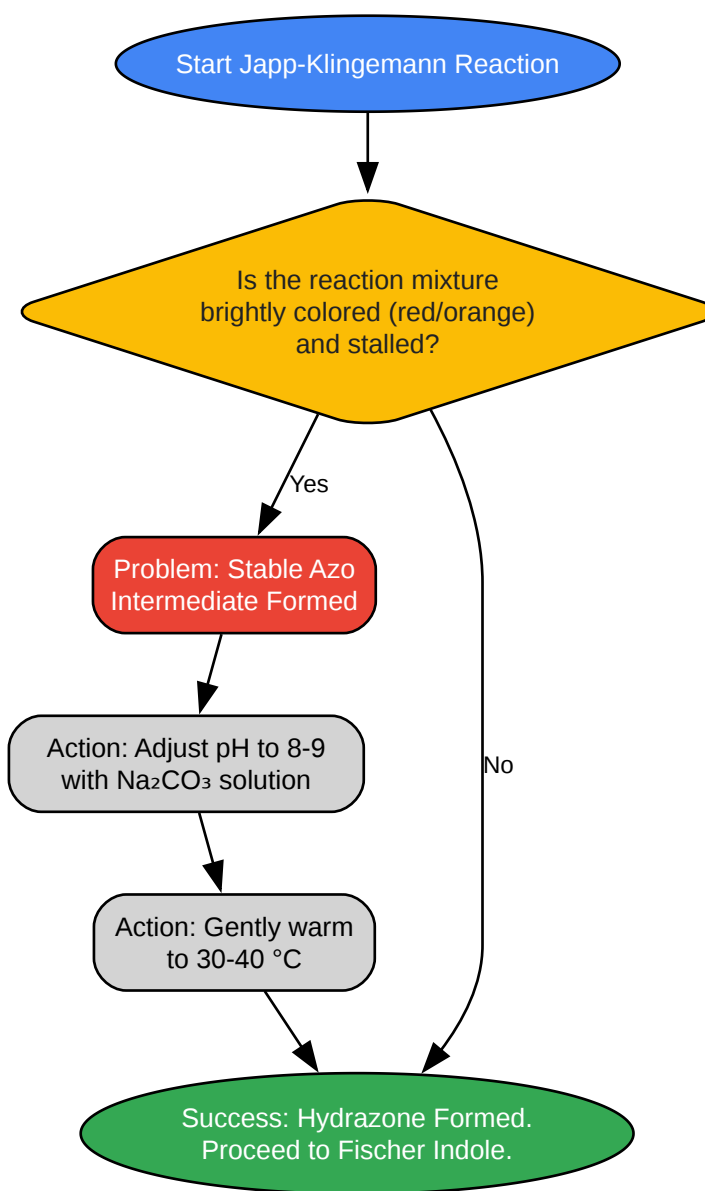 Start Japp-Klingemann Reaction
Is the reaction mixture
brightly colored (red/orange)
and stalled?
Yes
Problem: Stable Azo
Intermediate Formed
Action: Adjust pH to 8-9
with Na₂CO₃ solution
No
Action: Gently warm
to 30-40 °C
Success: Hydrazone Formed.
Proceed to Fischer Indole.